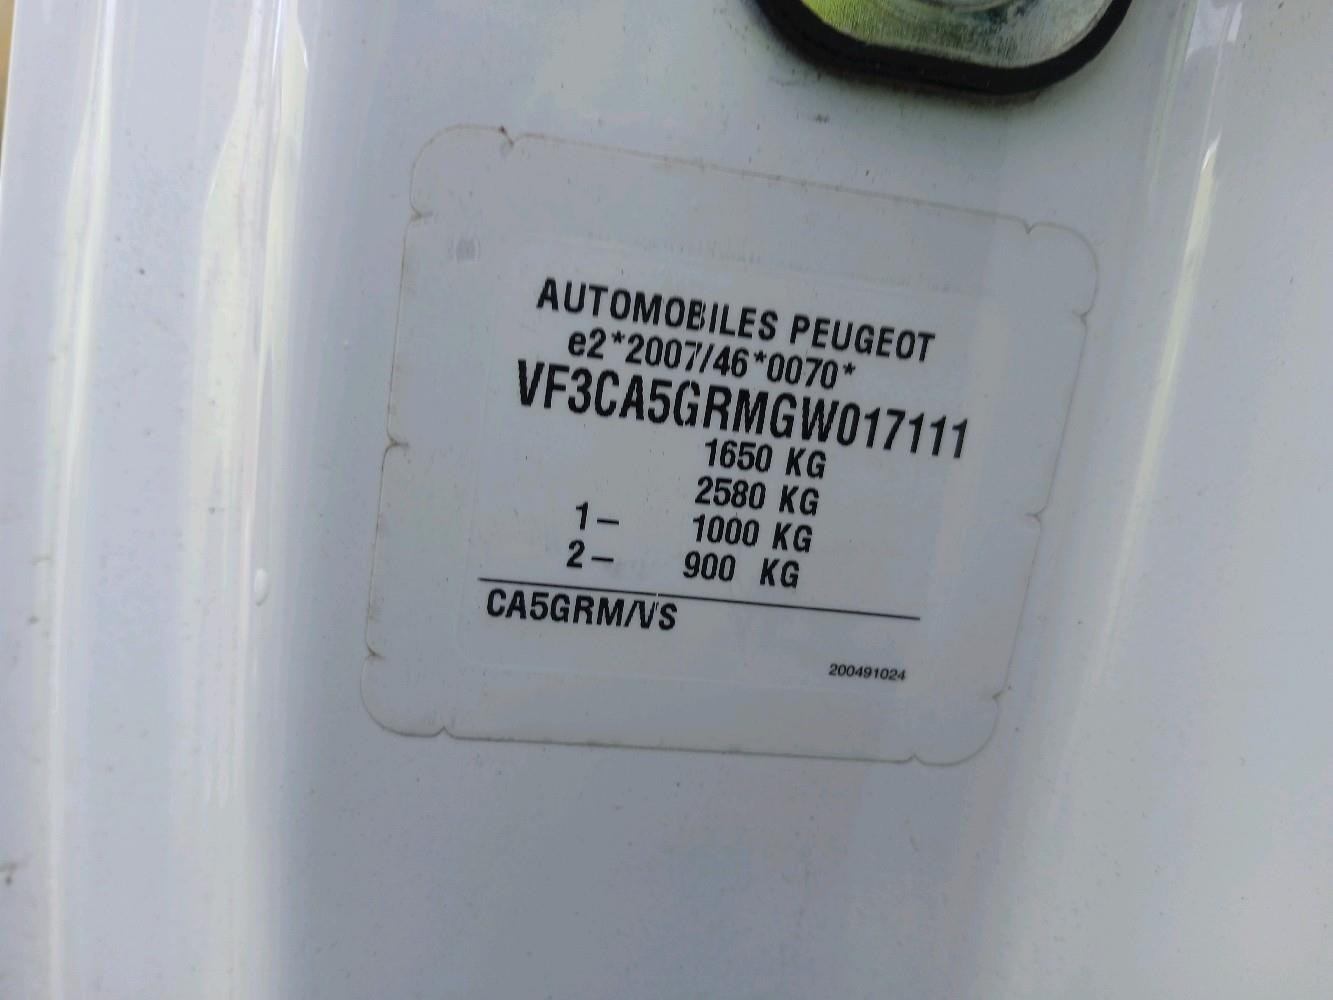 AUTOMOBILES PEUGEOT
e2*2007/46*0070*
VF3CA5GRMGW017111
1650 KG
2580 KG
1- 1000 KG
2- 900 KG
CA5GRM/VS
200491024